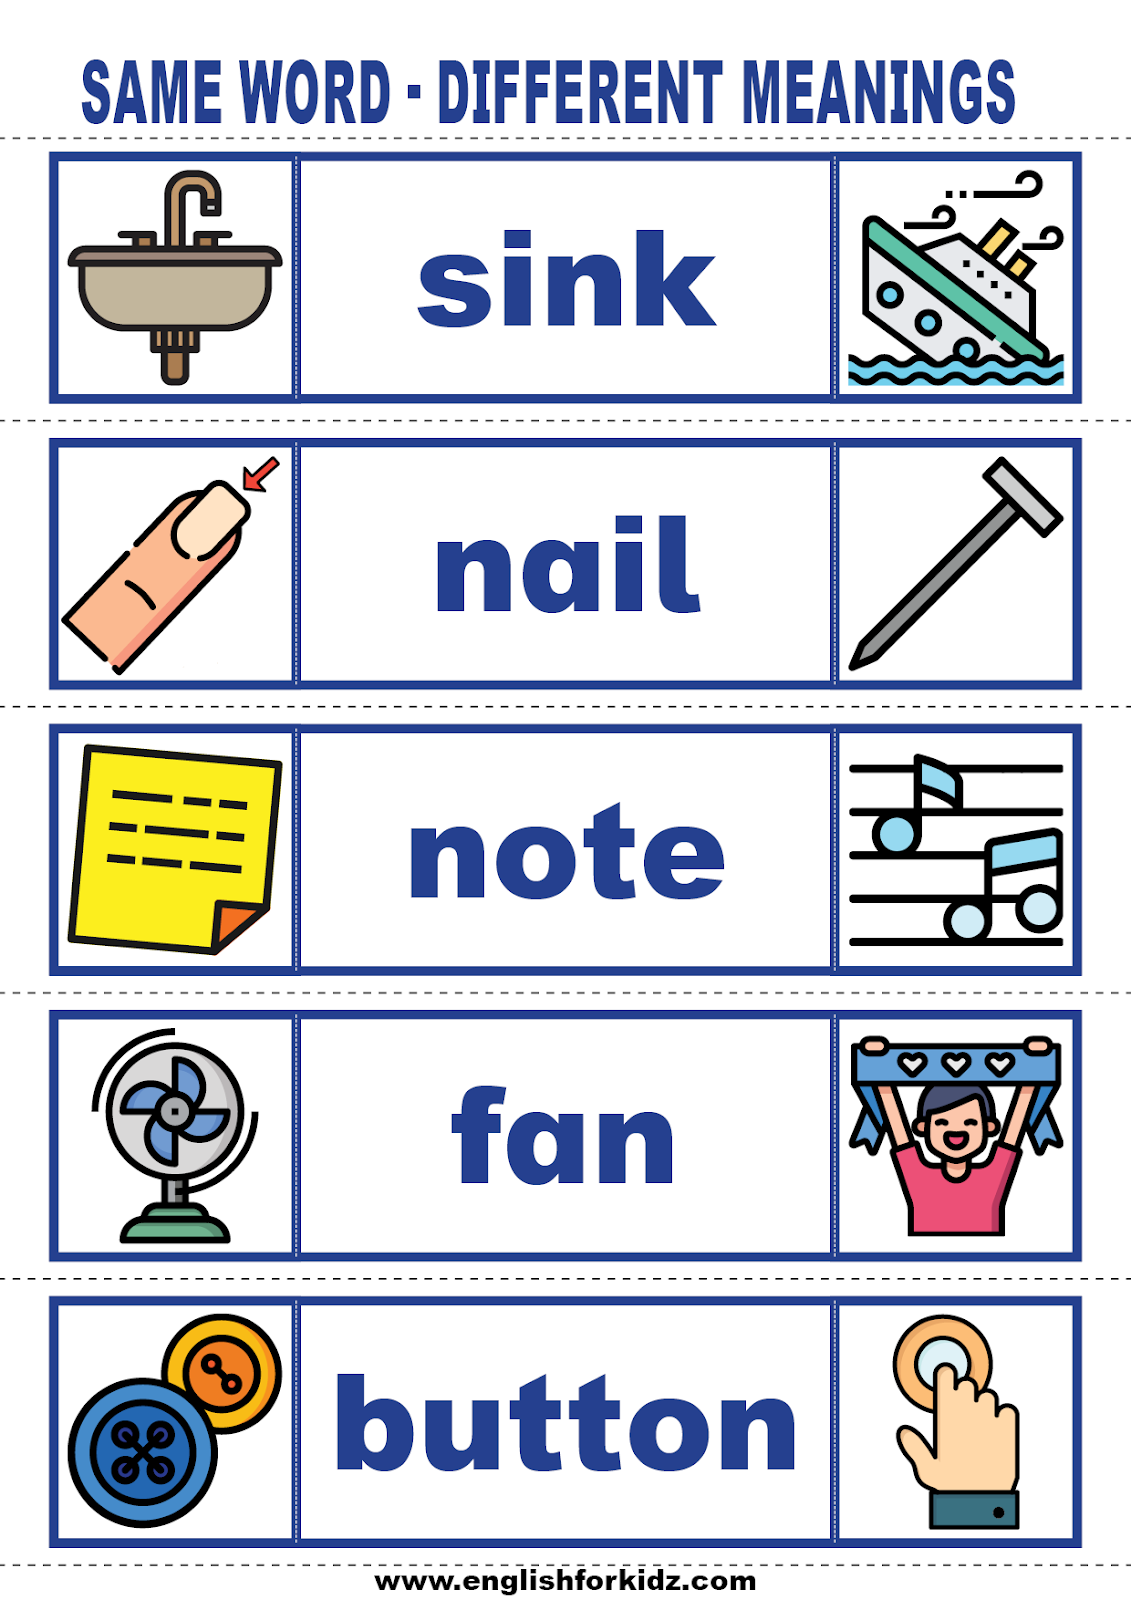 SAME WORD - DIFFERENT MEANINGS
sink
nail
note
fan
button
www.englishforkidz.com